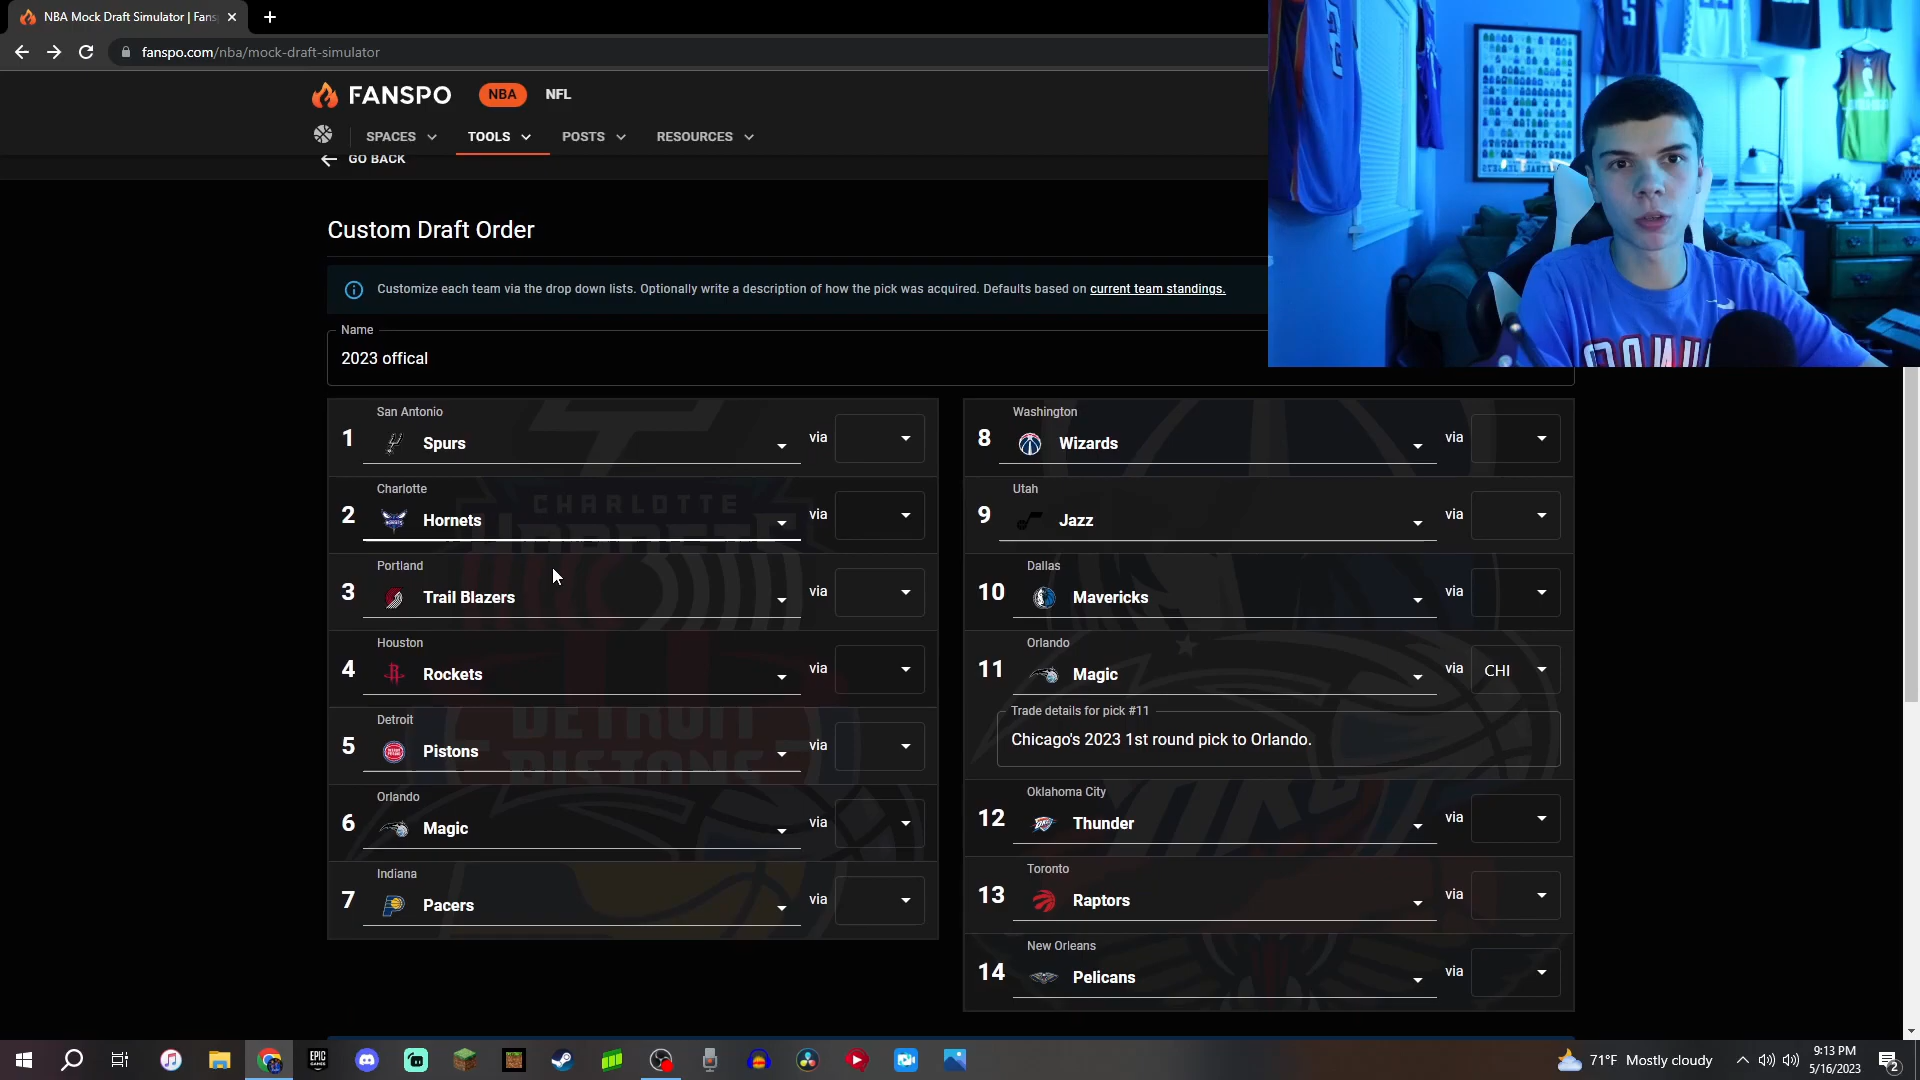 NBA Mock Draft Simulator | Fans
fanspo.com/nba/mock-draft-simulator
FANSPO
NBA
NFL
SPACES
TOOLS
POSTS
RESOURCES
GO BACK
Custom Draft Order
Customize each team via the drop down lists. Optionally write a description of how the pick was acquired. Defaults based on current team standings.
Name
2023 offical
San Antonio
1 Spurs via
Charlotte
2 Hornets via
Portland
3 Trail Blazers via
Houston
4 Rockets via
Detroit
5 Pistons via
Orlando
6 Magic via
Indiana
7 Pacers via
Washington
8 Wizards via
Utah
9 Jazz via
Dallas
10 Mavericks via
Orlando
11 Magic via CHI
Trade details for pick #11
Chicago's 2023 1st round pick to Orlando.
Oklahoma City
12 Thunder via
Toronto
13 Raptors via
New Orleans
14 Pelicans via
CHARLOTTE
DETROIT
PISTONS
EPIC
GAMES
71°F Mostly cloudy
9:13 PM
5/16/2023
2